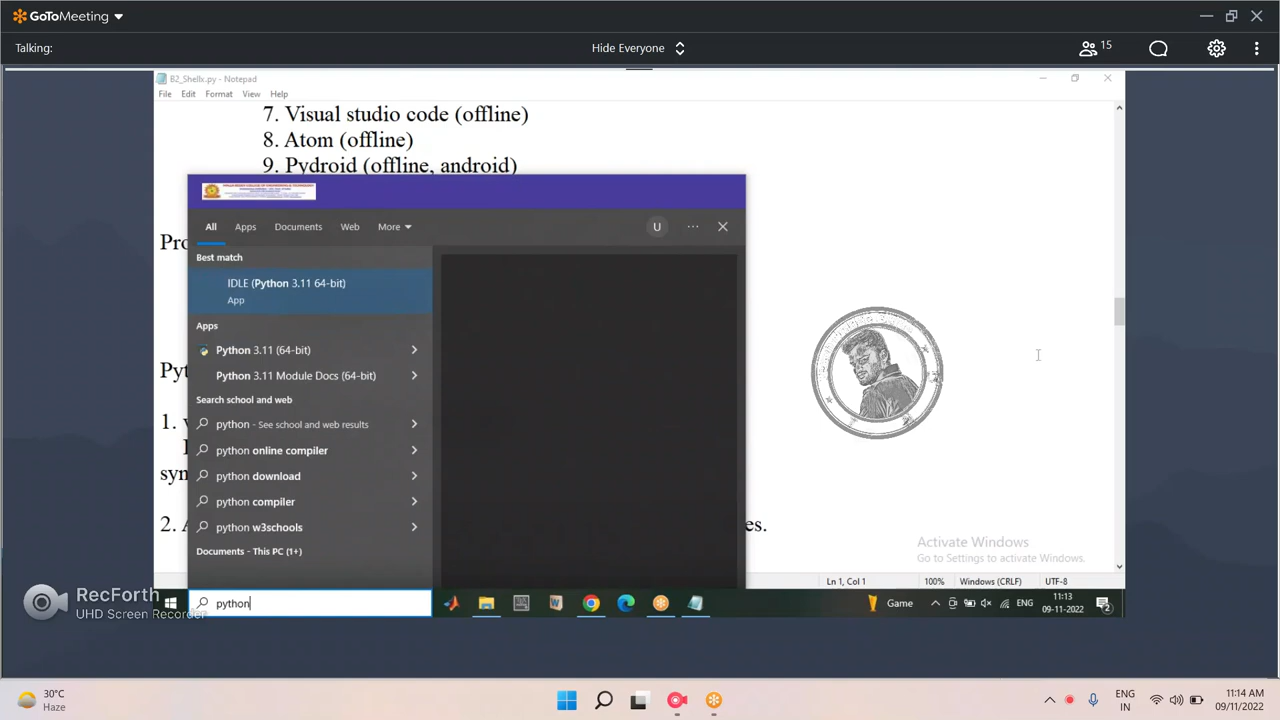 GoToMeeting
Talking:
Hide Everyone
15
B2_Shellx.py - Notepad
File Edit Format View Help
7. Visual studio code (offline)
8. Atom (offline)
9. Pydroid (offline, android)
All Apps Documents Web More
U
Best match
IDLE (Python 3.11 64-bit)
App
Apps
Python 3.11 (64-bit)
Python 3.11 Module Docs (64-bit)
Search school and web
python - See school and web results
python online compiler
python download
python compiler
python w3schools
Documents - This PC (1+)
Pro
Pyt
1. v
syn
2. A
es.
Activate Windows
Go to Settings to activate Windows.
Ln 1, Col 1 100% Windows (CRLF) UTF-8
python
Game
ENG
11:13
09-11-2022
2
RecForth
UHD Screen Recorder
30°C
Haze
ENG
IN
11:14 AM
09/11/2022